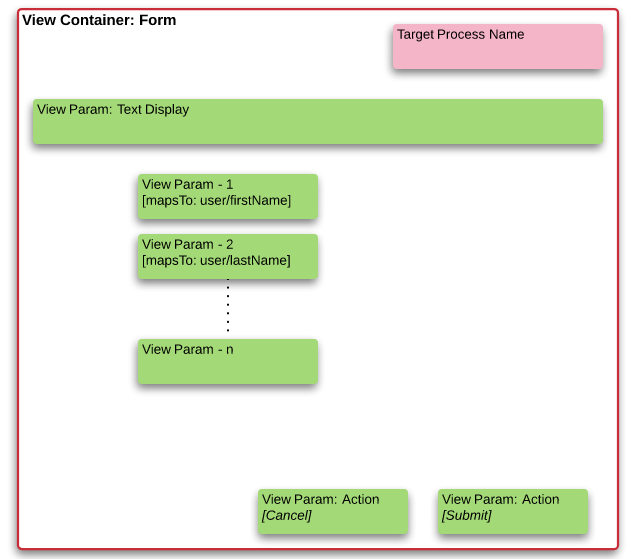 View Container: Form
Target Process Name
View Param: Text Display
View Param - 1
[mapsTo: user/firstName]
View Param - 2
[mapsTo: user/lastName]
View Param - n
View Param: Action
[Cancel]
View Param: Action
[Submit]